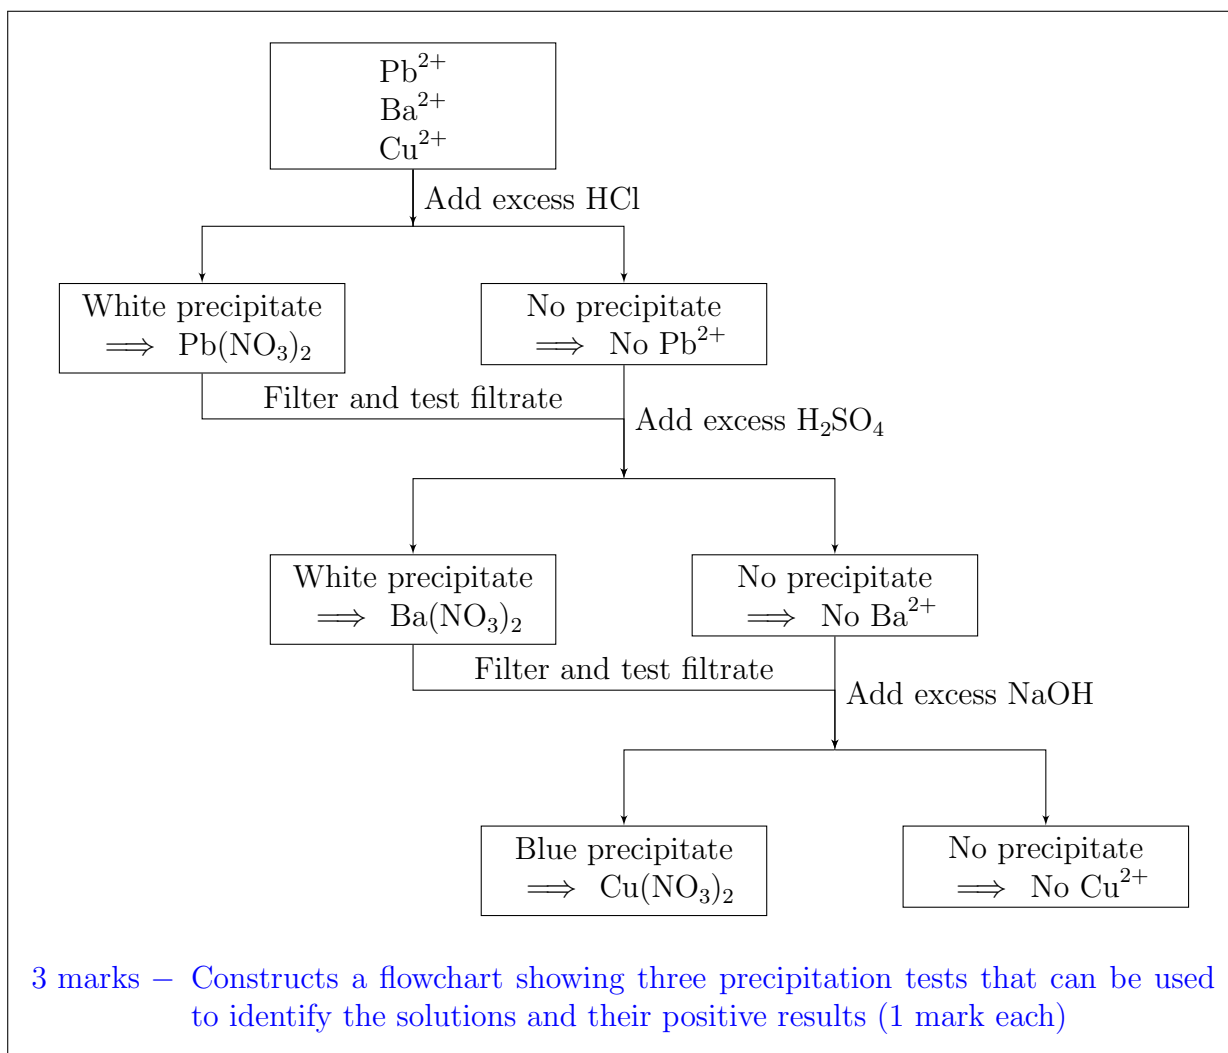 Pb²⁺
Ba²⁺
Cu²⁺
Add excess HCl
White precipitate
⟹ Pb(NO₃)₂
No precipitate
⟹ No Pb²⁺
Filter and test filtrate
Add excess H₂SO₄
White precipitate
⟹ Ba(NO₃)₂
No precipitate
⟹ No Ba²⁺
Filter and test filtrate
Add excess NaOH
Blue precipitate
⟹ Cu(NO₃)₂
No precipitate
⟹ No Cu²⁺
3 marks – Constructs a flowchart showing three precipitation tests that can be used
to identify the solutions and their positive results (1 mark each)